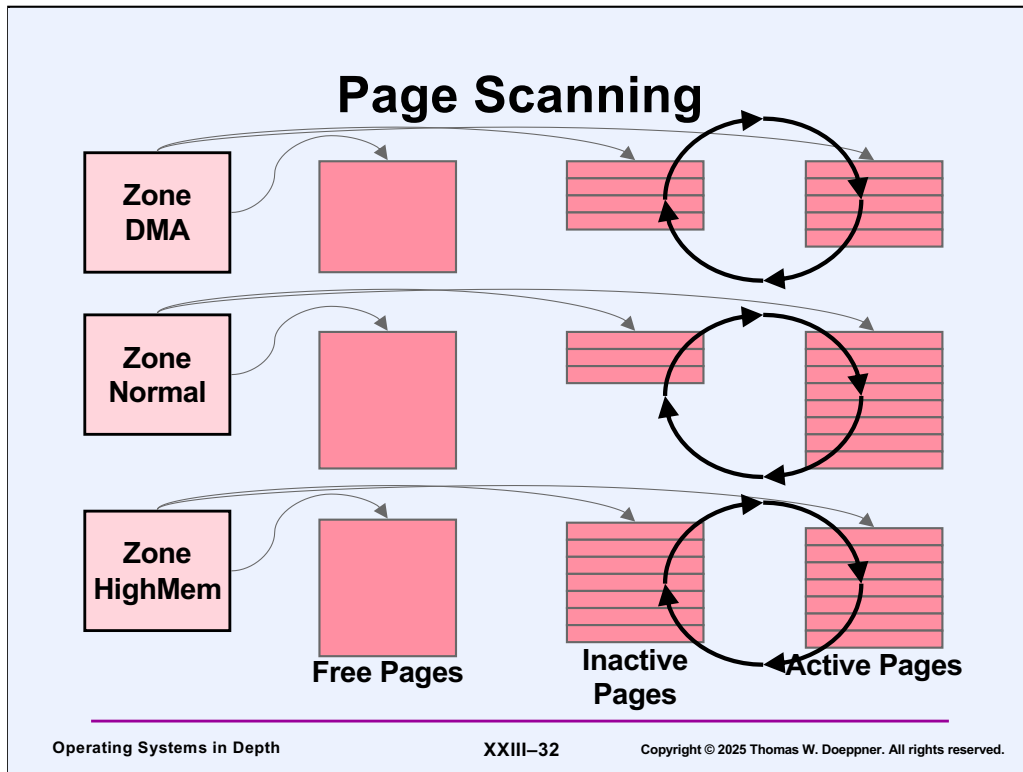 Page Scanning
Zone
DMA
Zone
Normal
Zone
HighMem
Free Pages
Inactive
Pages
Active Pages
Operating Systems in Depth
XXIII–32
Copyright © 2025 Thomas W. Doeppner. All rights reserved.